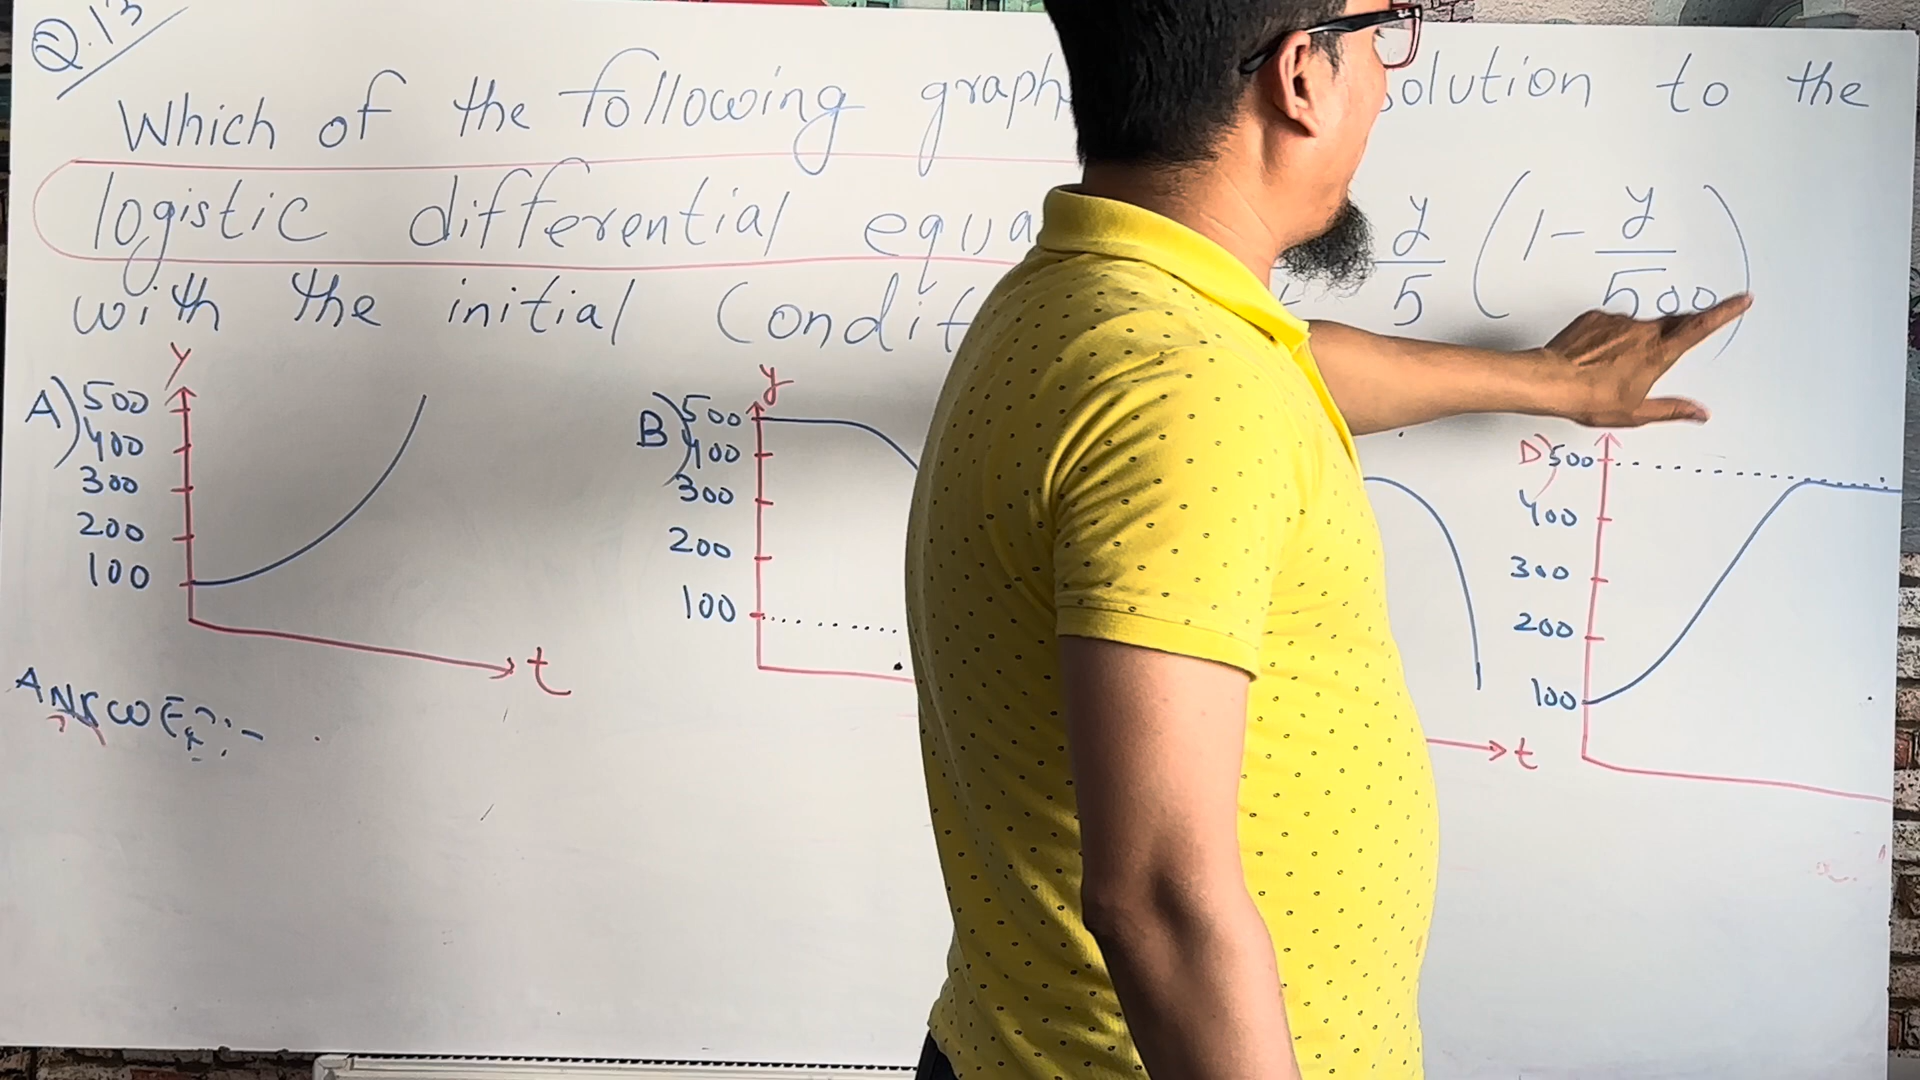 Q.13
Which of the following graph solution to the
logistic differential equa y/5 (1 - y/500)
with the initial Condit
A) y 500 400 300 200 100 t
B) y 500 400 300 200 100
t
D) 500 400 300 200 100